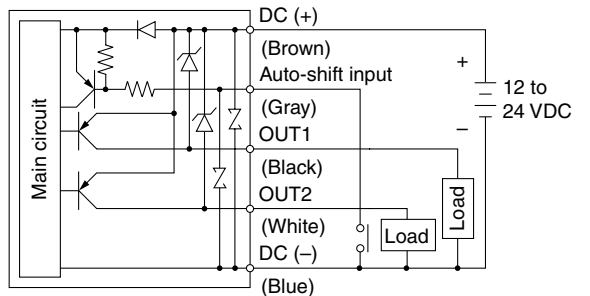 DC (+)
(Brown)
Auto-shift input
(Gray)
OUT1
(Black)
OUT2
(White)
DC (–)
(Blue)
Main circuit
Load
Load
+
12 to
24 VDC
–